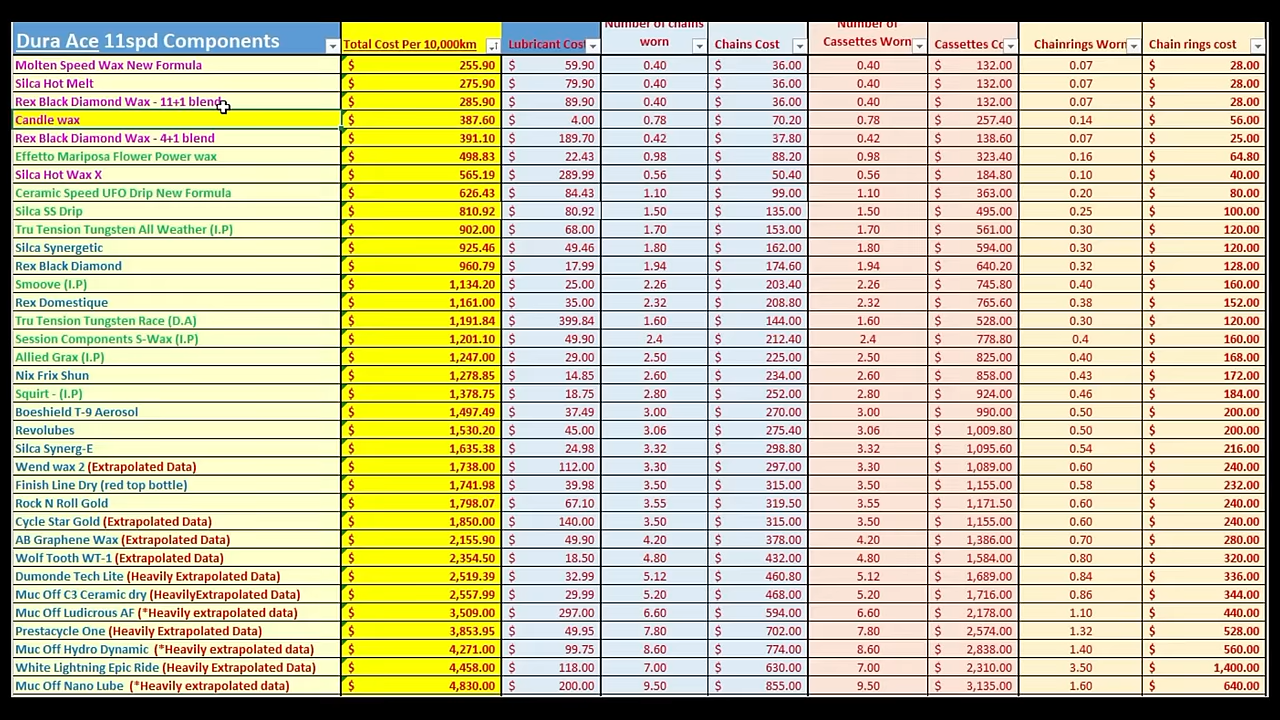 Dura Ace 11spd Components Total Cost Per 10,000km Lubricant Cost Number of chains worn Chains Cost Number of Cassettes Worn Cassettes Co Chainrings Worn Chain rings cost
Molten Speed Wax New Formula $ 255.90 $ 59.90 0.40 $ 36.00 0.40 $ 132.00 0.07 $ 28.00
Silca Hot Melt $ 275.90 $ 79.90 0.40 $ 36.00 0.40 $ 132.00 0.07 $ 28.00
Rex Black Diamond Wax - 11+1 blend $ 285.90 $ 89.90 0.40 $ 36.00 0.40 $ 132.00 0.07 $ 28.00
Candle wax $ 387.60 $ 4.00 0.78 $ 70.20 0.78 $ 257.40 0.14 $ 56.00
Rex Black Diamond Wax - 4+1 blend $ 391.10 $ 189.70 0.42 $ 37.80 0.42 $ 138.60 0.07 $ 25.00
Effetto Mariposa Flower Power wax $ 498.83 $ 22.43 0.98 $ 88.20 0.98 $ 323.40 0.16 $ 64.80
Silca Hot Wax X $ 565.19 $ 289.99 0.56 $ 50.40 0.56 $ 184.80 0.10 $ 40.00
Ceramic Speed UFO Drip New Formula $ 626.43 $ 84.43 1.10 $ 99.00 1.10 $ 363.00 0.20 $ 80.00
Silca SS Drip $ 810.92 $ 80.92 1.50 $ 135.00 1.50 $ 495.00 0.25 $ 100.00
Tru Tension Tungsten All Weather (I.P) $ 902.00 $ 68.00 1.70 $ 153.00 1.70 $ 561.00 0.30 $ 120.00
Silca Synergetic $ 925.46 $ 49.46 1.80 $ 162.00 1.80 $ 594.00 0.30 $ 120.00
Rex Black Diamond $ 960.79 $ 17.99 1.94 $ 174.60 1.94 $ 640.20 0.32 $ 128.00
Smoove (I.P) $ 1,134.20 $ 25.00 2.26 $ 203.40 2.26 $ 745.80 0.40 $ 160.00
Rex Domestique $ 1,161.00 $ 35.00 2.32 $ 208.80 2.32 $ 765.60 0.38 $ 152.00
Tru Tension Tungsten Race (D.A) $ 1,191.84 $ 399.84 1.60 $ 144.00 1.60 $ 528.00 0.30 $ 120.00
Session Components S-Wax (I.P) $ 1,201.10 $ 49.90 2.4 $ 212.40 2.4 $ 778.80 0.4 $ 160.00
Allied Grax (I.P) $ 1,247.00 $ 29.00 2.50 $ 225.00 2.50 $ 825.00 0.40 $ 168.00
Nix Frix Shun $ 1,278.85 $ 14.85 2.60 $ 234.00 2.60 $ 858.00 0.43 $ 172.00
Squirt - (I.P) $ 1,378.75 $ 18.75 2.80 $ 252.00 2.80 $ 924.00 0.46 $ 184.00
Boeshield T-9 Aerosol $ 1,497.49 $ 37.49 3.00 $ 270.00 3.00 $ 990.00 0.50 $ 200.00
Revolubes $ 1,530.20 $ 45.00 3.06 $ 275.40 3.06 $ 1,009.80 0.50 $ 200.00
Silca Synerg-E $ 1,635.38 $ 24.98 3.32 $ 298.80 3.32 $ 1,095.60 0.54 $ 216.00
Wend wax 2 (Extrapolated Data) $ 1,738.00 $ 112.00 3.30 $ 297.00 3.30 $ 1,089.00 0.60 $ 240.00
Finish Line Dry (red top bottle) $ 1,741.98 $ 39.98 3.50 $ 315.00 3.50 $ 1,155.00 0.58 $ 232.00
Rock N Roll Gold $ 1,798.07 $ 67.10 3.55 $ 319.50 3.55 $ 1,171.50 0.60 $ 240.00
Cycle Star Gold (Extrapolated Data) $ 1,850.00 $ 140.00 3.50 $ 315.00 3.50 $ 1,155.00 0.60 $ 240.00
AB Graphene Wax (Extrapolated Data) $ 2,155.90 $ 49.90 4.20 $ 378.00 4.20 $ 1,386.00 0.70 $ 280.00
Wolf Tooth WT-1 (Extrapolated Data) $ 2,354.50 $ 18.50 4.80 $ 432.00 4.80 $ 1,584.00 0.80 $ 320.00
Dumonde Tech Lite (Heavily Extrapolated Data) $ 2,519.39 $ 32.99 5.12 $ 460.80 5.12 $ 1,689.00 0.84 $ 336.00
Muc Off C3 Ceramic dry (HeavilyExtrapolated Data) $ 2,557.99 $ 29.99 5.20 $ 468.00 5.20 $ 1,716.00 0.86 $ 344.00
Muc Off Ludicrous AF (*Heavily extrapolated data) $ 3,509.00 $ 297.00 6.60 $ 594.00 6.60 $ 2,178.00 1.10 $ 440.00
Prestacycle One (Heavily Extrapolated Data) $ 3,853.95 $ 49.95 7.80 $ 702.00 7.80 $ 2,574.00 1.32 $ 528.00
Muc Off Hydro Dynamic (*Heavily extrapolated data) $ 4,271.00 $ 99.75 8.60 $ 774.00 8.60 $ 2,838.00 1.40 $ 560.00
White Lightning Epic Ride (Heavily Extrapolated Data) $ 4,458.00 $ 118.00 7.00 $ 630.00 7.00 $ 2,310.00 3.50 $ 1,400.00
Muc Off Nano Lube (*Heavily extrapolated data) $ 4,830.00 $ 200.00 9.50 $ 855.00 9.50 $ 3,135.00 1.60 $ 640.00